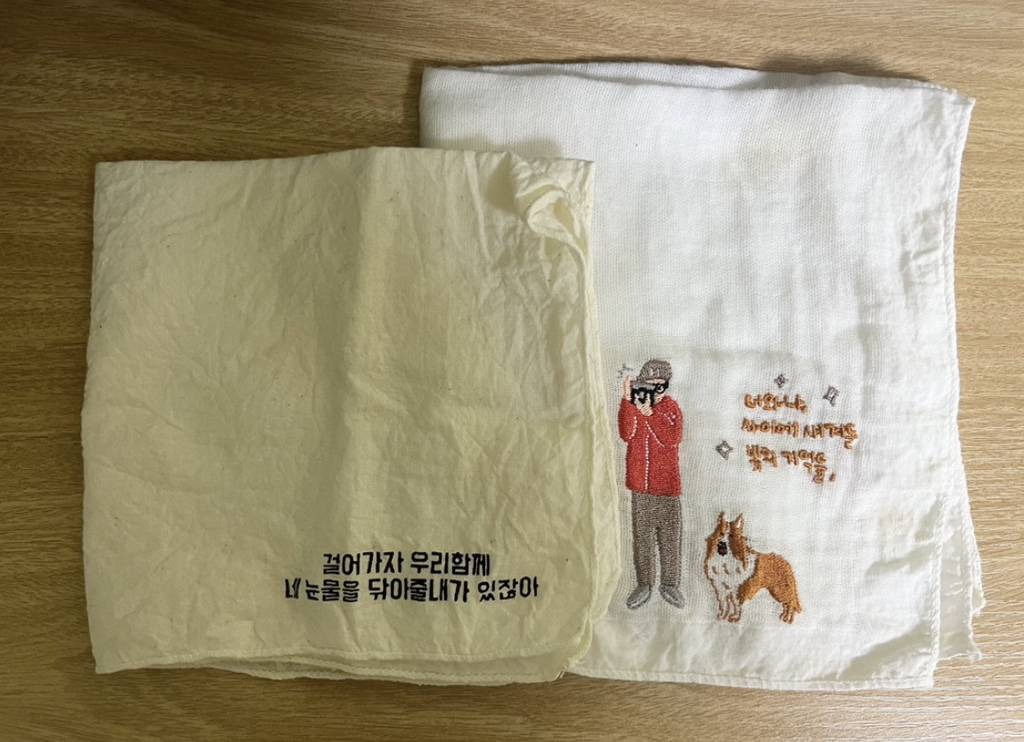 걸어가자 우리함께
네 눈물을 닦아줄내가 있잖아
너와 나,
사이에 새겨둘
빛의 기억들,